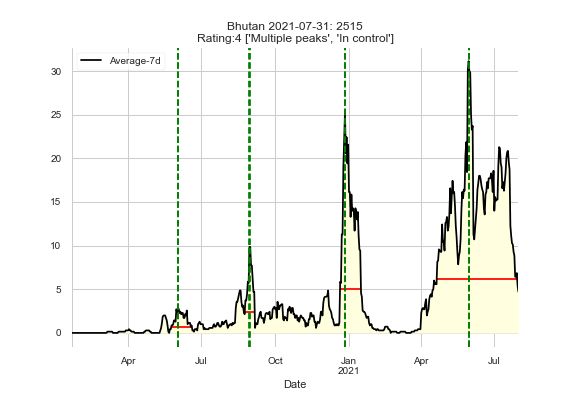 Bhutan 2021-07-31: 2515
Rating:4 ['Multiple peaks', 'In control']
Average-7d
30
25
20
15
10
5
0
Apr
Jul
Oct
Jan
2021
Apr
Jul
Date